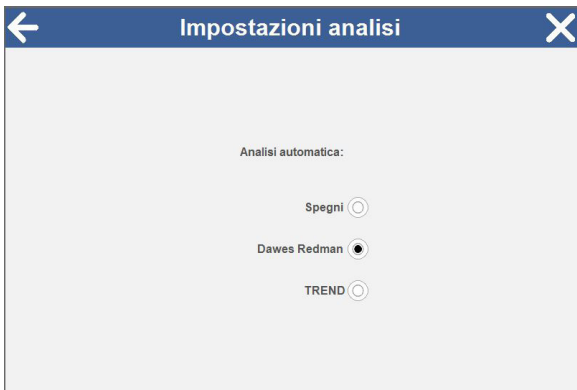 Impostazioni analisi
Analisi automatica:
Spegni
Dawes Redman
TREND